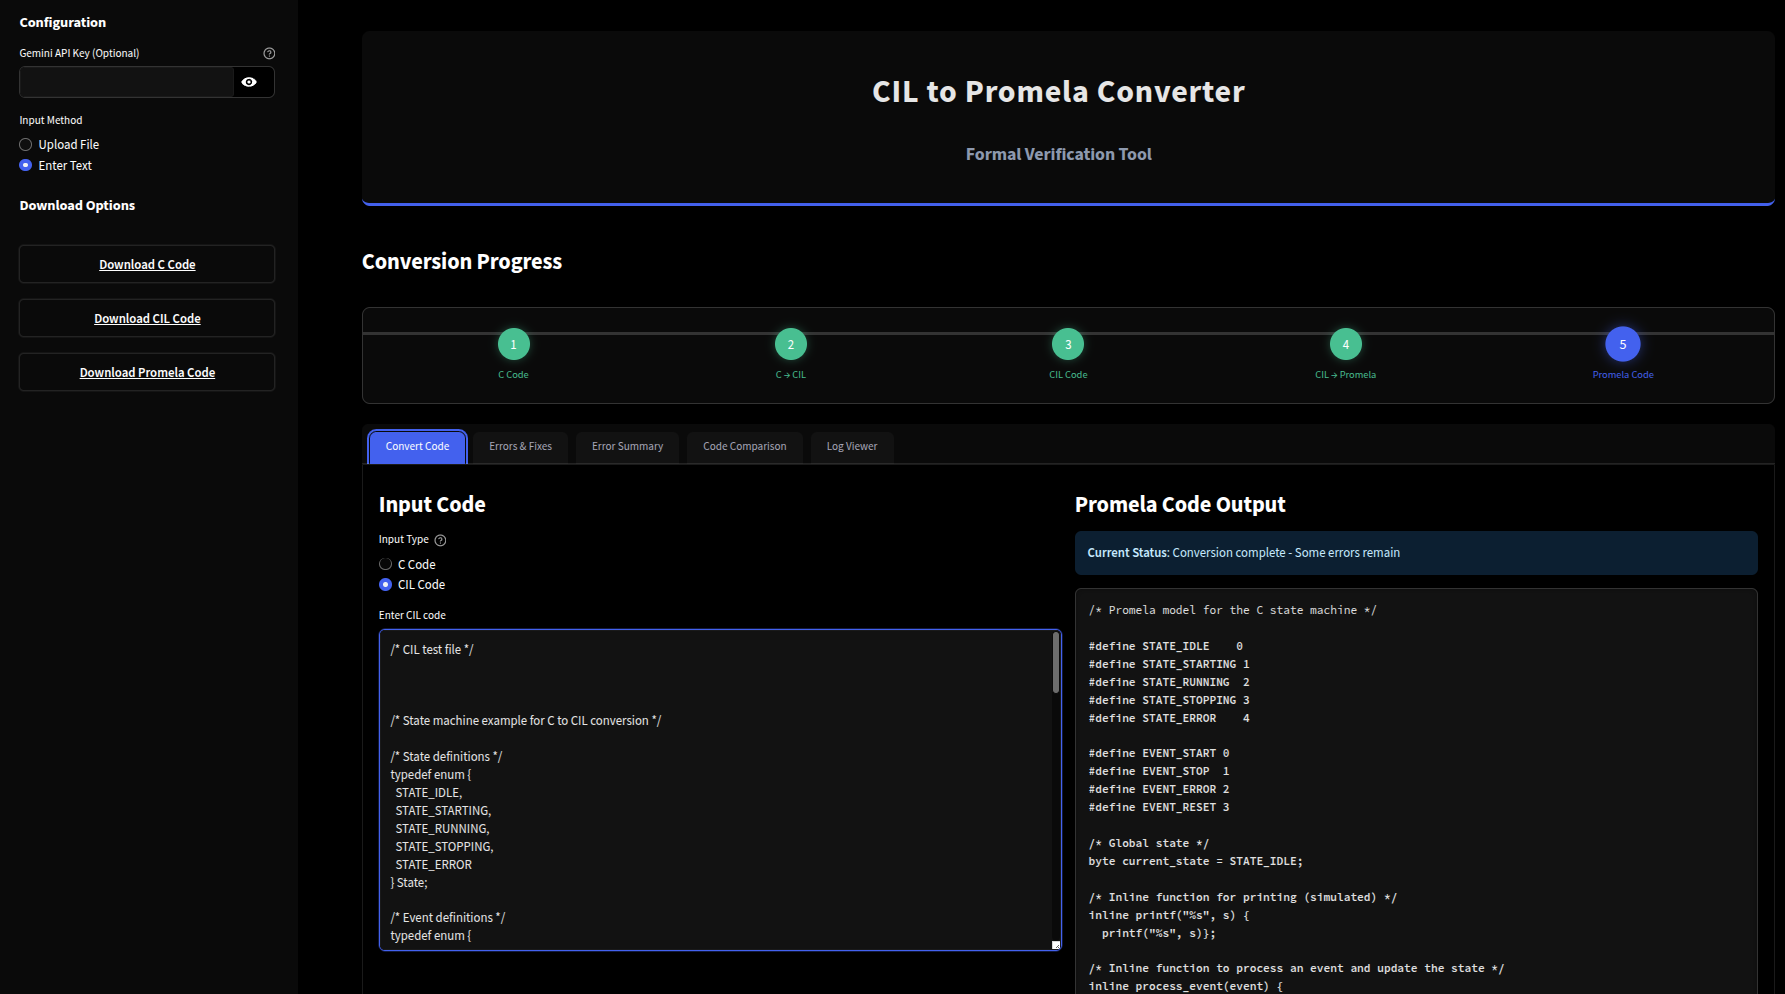 Configuration
Gemini API Key (Optional)
Input Method
Upload File
Enter Text
Download Options
Download C Code
Download CIL Code
Download Promela Code
CIL to Promela Converter
Formal Verification Tool
Conversion Progress
1
2
3
4
5
C Code
C → CIL
CIL Code
CIL → Promela
Promela Code
Convert Code
Errors & Fixes
Error Summary
Code Comparison
Log Viewer
Input Code
Input Type
C Code
CIL Code
Enter CIL code
/* CIL test file */
/* State machine example for C to CIL conversion */
/* State definitions */
typedef enum {
  STATE_IDLE,
  STATE_STARTING,
  STATE_RUNNING,
  STATE_STOPPING,
  STATE_ERROR
} State;
/* Event definitions */
typedef enum {
Promela Code Output
Current Status: Conversion complete - Some errors remain
/* Promela model for the C state machine */
#define STATE_IDLE    0
#define STATE_STARTING 1
#define STATE_RUNNING  2
#define STATE_STOPPING 3
#define STATE_ERROR    4
#define EVENT_START 0
#define EVENT_STOP  1
#define EVENT_ERROR 2
#define EVENT_RESET 3
/* Global state */
byte current_state = STATE_IDLE;
/* Inline function for printing (simulated) */
inline printf("%s", s) {
  printf("%s", s)};
/* Inline function to process an event and update the state */
inline process_event(event) {